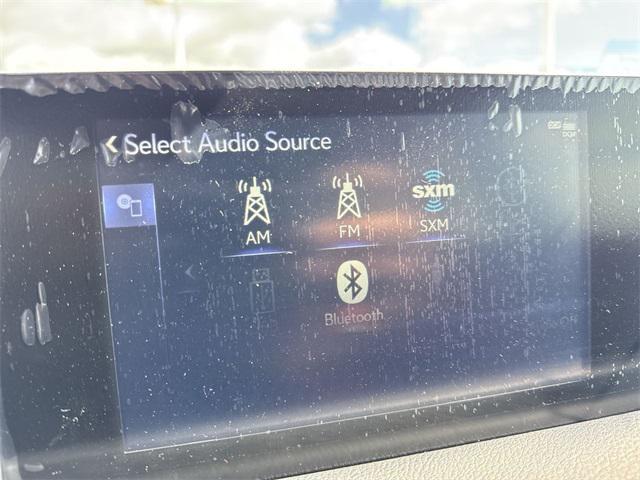 Select Audio Source
sxm
AM
FM
SXM
Bluetooth